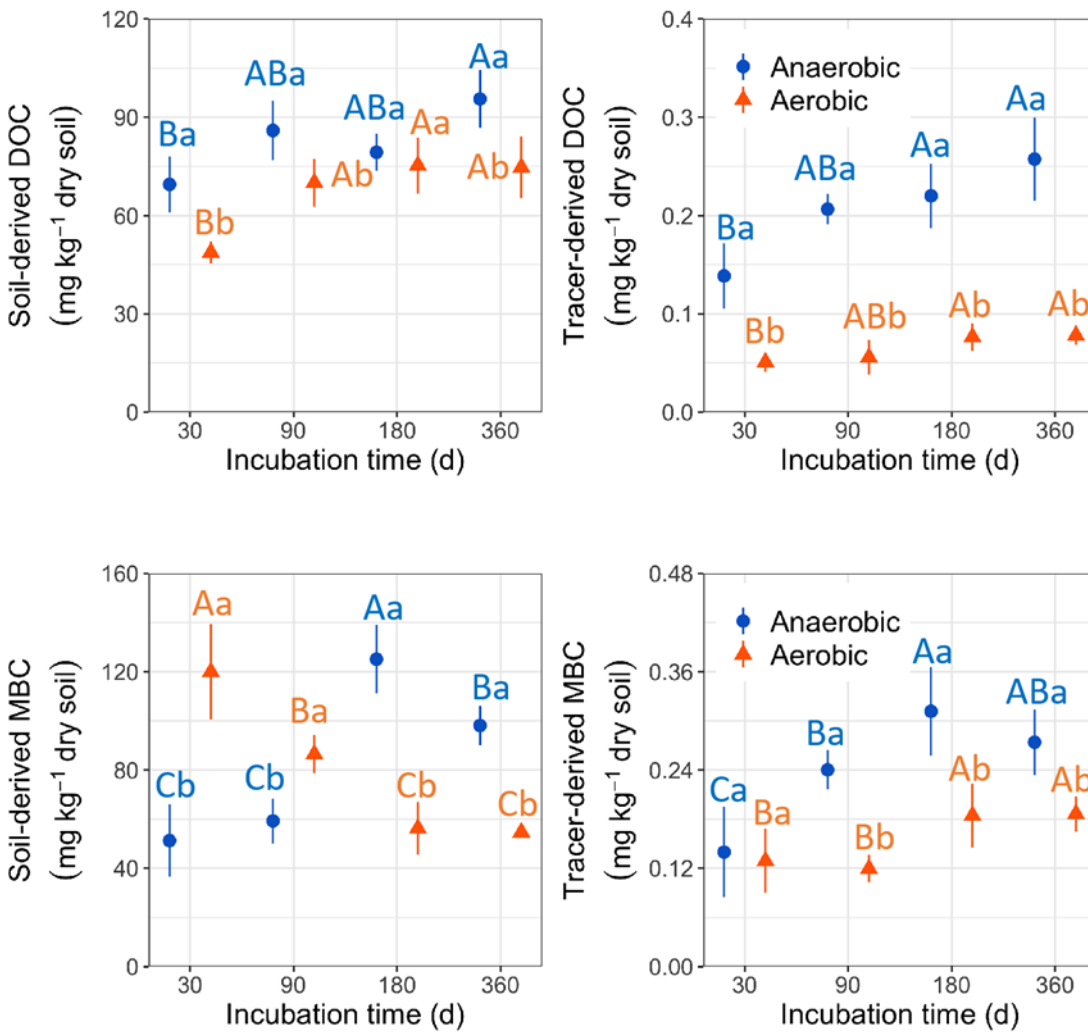 Soil-derived DOC
(mg kg⁻¹ dry soil)
120
90
60
30
0
Ba
ABa
ABa
Aa
Bb
Ab
Aa
Ab
30
90
180
360
Incubation time (d)
Tracer-derived DOC
(mg kg⁻¹ dry soil)
0.4
0.3
0.2
0.1
0.0
Anaerobic
Aerobic
Ba
ABa
Aa
Aa
Bb
ABb
Ab
Ab
30
90
180
360
Incubation time (d)
Soil-derived MBC
(mg kg⁻¹ dry soil)
160
120
80
40
0
Cb
Aa
Cb
Ba
Aa
Cb
Ba
Cb
30
90
180
360
Incubation time (d)
Tracer-derived MBC
(mg kg⁻¹ dry soil)
0.48
0.36
0.24
0.12
0.00
Anaerobic
Aerobic
Ca
Ba
Ba
Bb
Aa
Ab
ABa
Ab
30
90
180
360
Incubation time (d)